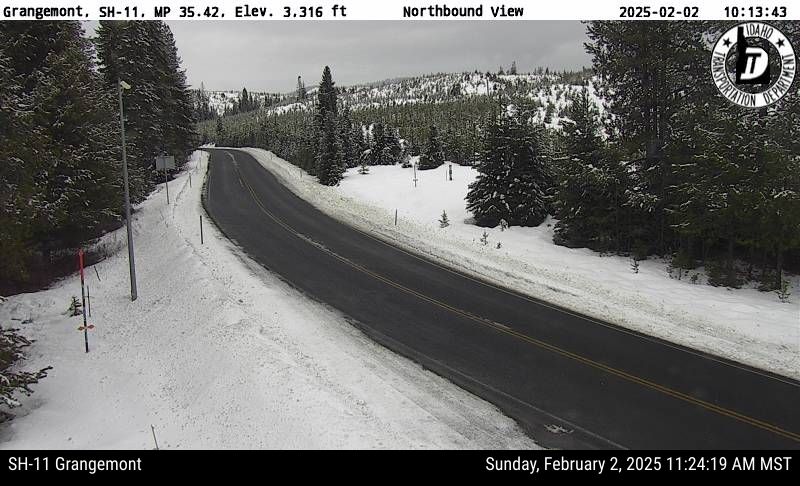 Grangemont, SH-11, MP 35.42, Elev. 3,316 ft Northbound View 2025-02-02 10:13:43
IDAHO
TRANSPORTATION DEPARTMENT
SH-11 Grangemont Sunday, February 2, 2025 11:24:19 AM MST